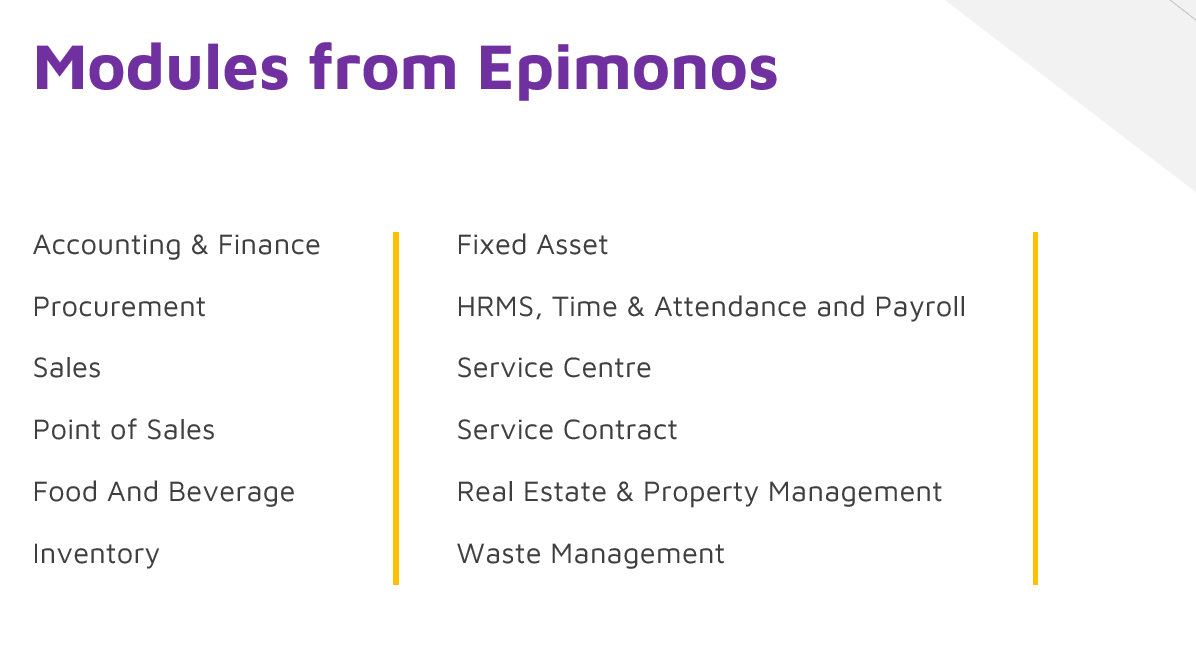 Modules from Epimonos
Accounting & Finance
Procurement
Sales
Point of Sales
Food And Beverage
Inventory
Fixed Asset
HRMS, Time & Attendance and Payroll
Service Centre
Service Contract
Real Estate & Property Management
Waste Management